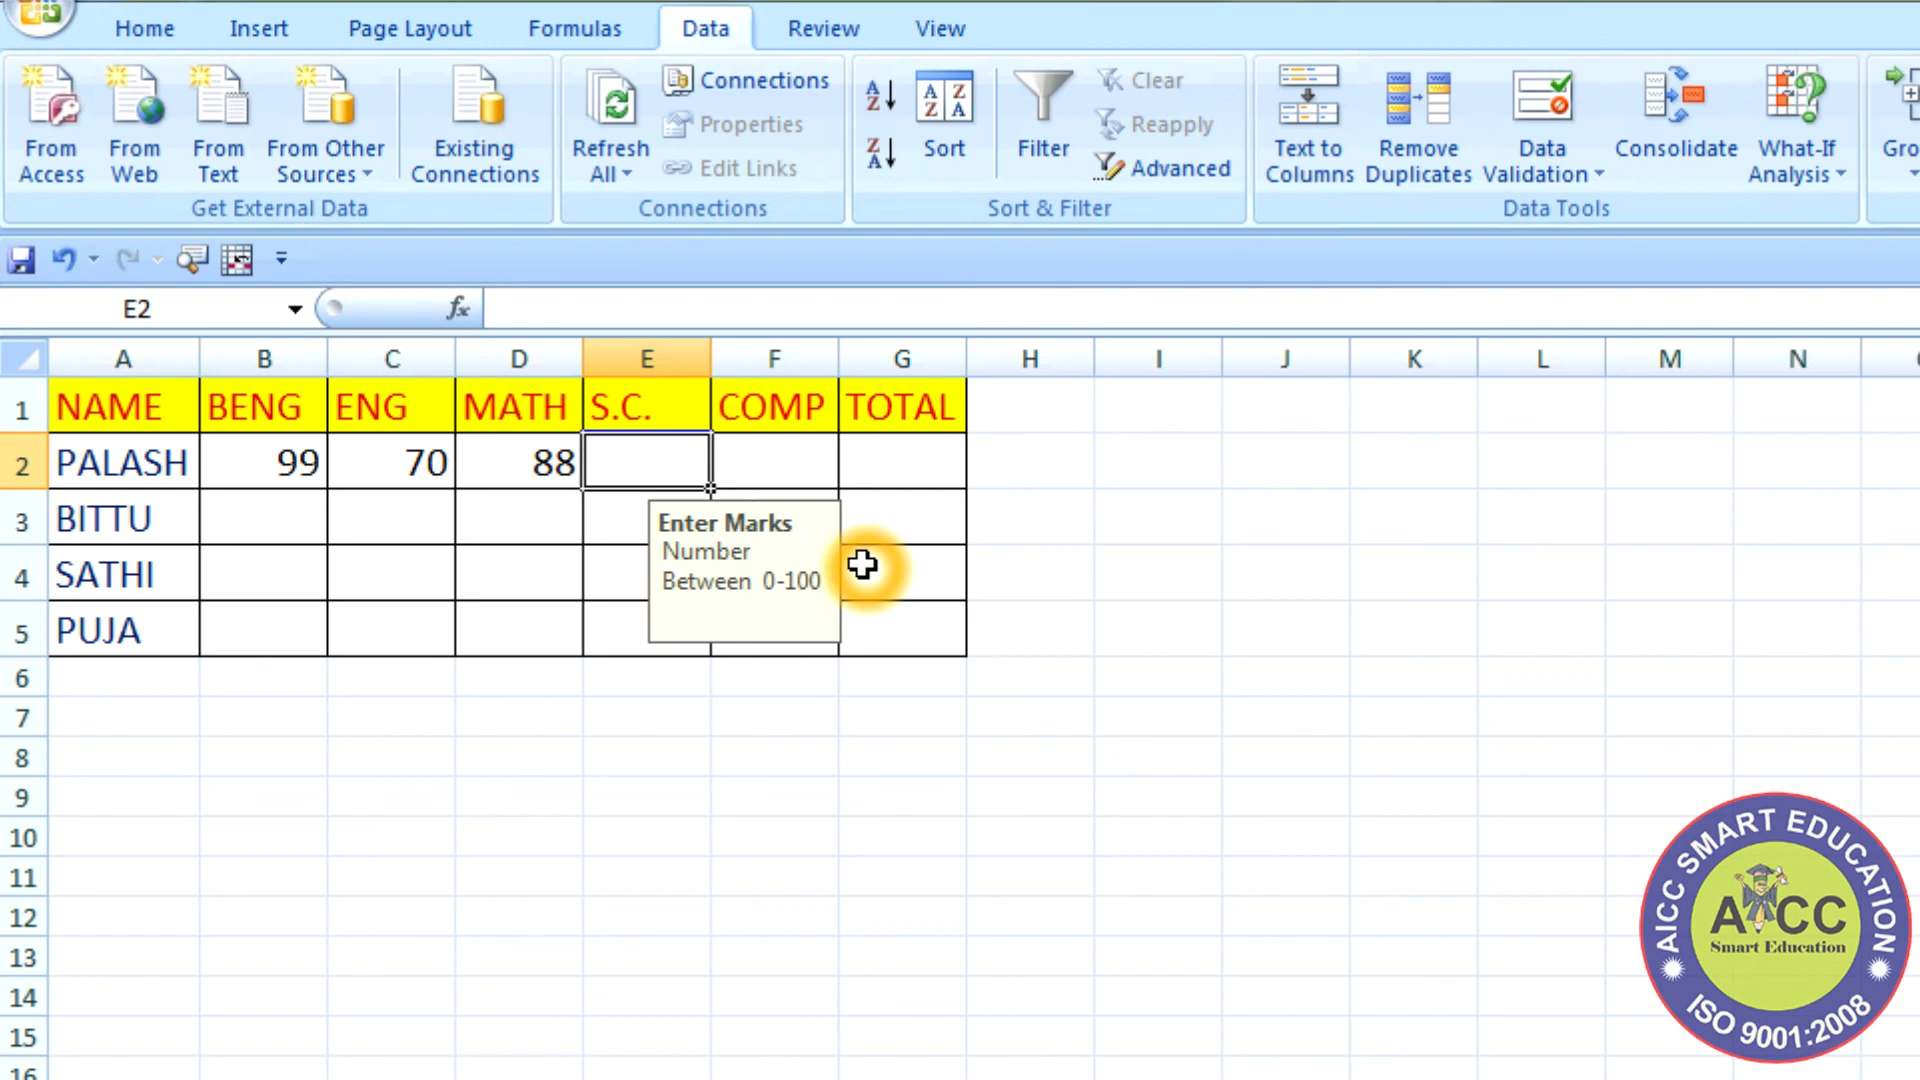 Home Insert Page Layout Formulas Data Review View
From Access
From Web
From Text
From Other Sources
Existing Connections
Get External Data
Refresh All
Connections
Properties
Edit Links
Connections
A Z
Z A
A Z Z A
Sort
Filter
Clear
Reapply
Advanced
Sort & Filter
Text to Columns
Remove Duplicates
Data Validation
Consolidate
What-If Analysis
Data Tools
Gro
E2 fx
A B C D E F G H I J K L M N
1 NAME BENG ENG MATH S.C. COMP TOTAL
2 PALASH 99 70 88
3 BITTU
4 SATHI
5 PUJA
Enter Marks
Number
Between 0-100
6
7
8
9
10
11
12
13
14
15
16
AICC SMART EDUCATION
AICC
Smart Education
ISO 9001:2008